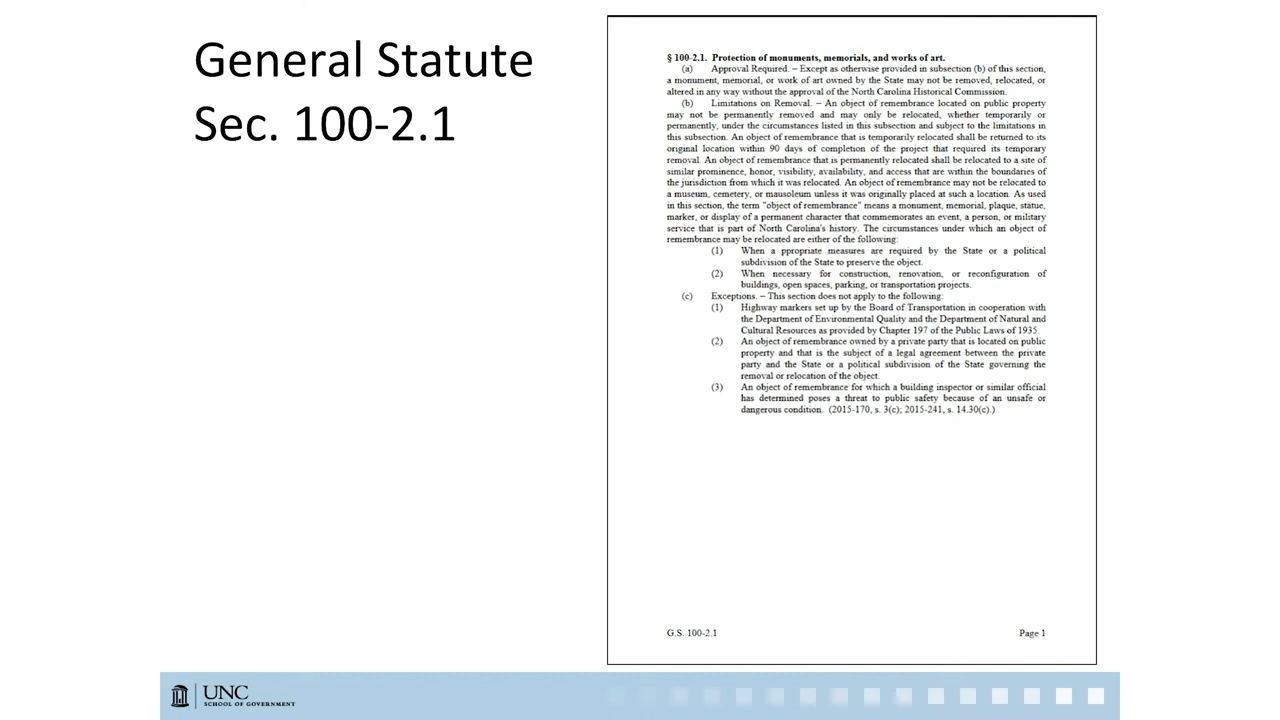 General Statute
Sec. 100-2.1
§ 100-2.1. Protection of monuments, memorials, and works of art.
(a) Approval Required. – Except as otherwise provided in subsection (b) of this section,
a monument, memorial, or work of art owned by the State may not be removed, relocated, or
altered in any way without the approval of the North Carolina Historical Commission.
(b) Limitations on Removal. – An object of remembrance located on public property
may not be permanently removed and may only be relocated, whether temporarily or
permanently, under the circumstances listed in this subsection and subject to the limitations in
this subsection. An object of remembrance that is temporarily relocated shall be returned to its
original location within 90 days of completion of the project that required its temporary
removal. An object of remembrance that is permanently relocated shall be relocated to a site of
similar prominence, honor, visibility, availability, and access that are within the boundaries of
the jurisdiction from which it was relocated. An object of remembrance may not be relocated to
a museum, cemetery, or mausoleum unless it was originally placed at such a location. As used
in this section, the term "object of remembrance" means a monument, memorial, plaque, statue,
marker, or display of a permanent character that commemorates an event, a person, or military
service that is part of North Carolina's history. The circumstances under which an object of
remembrance may be relocated are either of the following:
(1) When a ppropriate measures are required by the State or a political
subdivision of the State to preserve the object.
(2) When necessary for construction, renovation, or reconfiguration of
buildings, open spaces, parking, or transportation projects.
(c) Exceptions. – This section does not apply to the following:
(1) Highway markers set up by the Board of Transportation in cooperation with
the Department of Environmental Quality and the Department of Natural and
Cultural Resources as provided by Chapter 197 of the Public Laws of 1935.
(2) An object of remembrance owned by a private party that is located on public
property and that is the subject of a legal agreement between the private
party and the State or a political subdivision of the State governing the
removal or relocation of the object.
(3) An object of remembrance for which a building inspector or similar official
has determined poses a threat to public safety because of an unsafe or
dangerous condition. (2015-170, s. 3(c); 2015-241, s. 14.30(c).)
G.S. 100-2.1 Page 1
UNC
SCHOOL OF GOVERNMENT